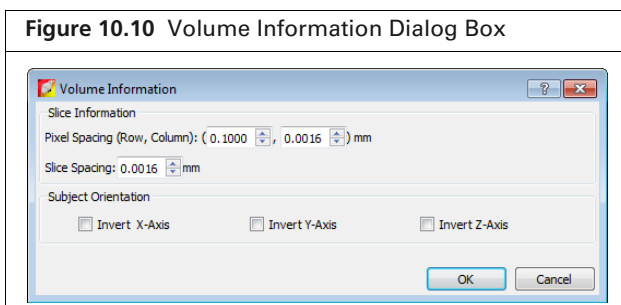 Figure 10.10 Volume Information Dialog Box
Volume Information
Slice Information
Pixel Spacing (Row, Column): ( 0.1000 , 0.0016 ) mm
Slice Spacing: 0.0016 mm
Subject Orientation
Invert X-Axis Invert Y-Axis Invert Z-Axis
OK Cancel